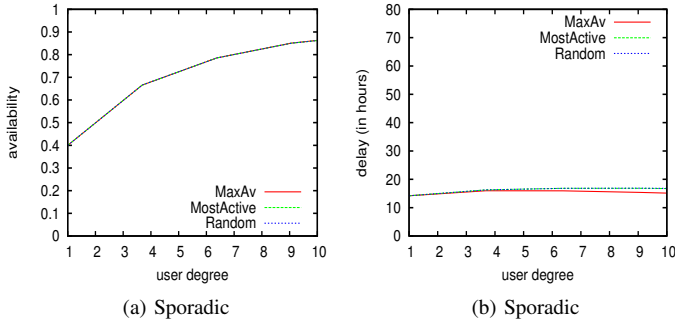 1
0.9
0.8
0.7
0.6
0.5
0.4
0.3
0.2
0.1
0
availability
MaxAv
MostActive
Random
1 2 3 4 5 6 7 8 9 10
user degree
(a) Sporadic
80
70
60
50
40
30
20
10
0
delay (in hours)
MaxAv
MostActive
Random
1 2 3 4 5 6 7 8 9 10
user degree
(b) Sporadic